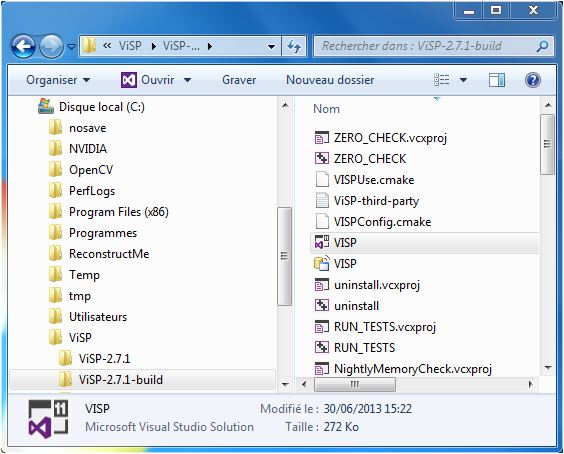 « ViSP ViSP-...
Rechercher dans : ViSP-2.7.1-build
Organiser Ouvrir Graver Nouveau dossier
Disque local (C:)
nosave
NVIDIA
OpenCV
PerfLogs
Program Files (x86)
Programmes
ReconstructMe
Temp
tmp
Utilisateurs
ViSP
ViSP-2.7.1
ViSP-2.7.1-build
Nom
ZERO_CHECK.vcxproj
ZERO_CHECK
VISPUse.cmake
ViSP-third-party
VISPConfig.cmake
VISP
VISP
uninstall.vcxproj
uninstall
RUN_TESTS.vcxproj
RUN_TESTS
NightlyMemoryCheck.vcxproj
11
VISP Modifié le : 30/06/2013 15:22
Microsoft Visual Studio Solution Taille : 272 Ko